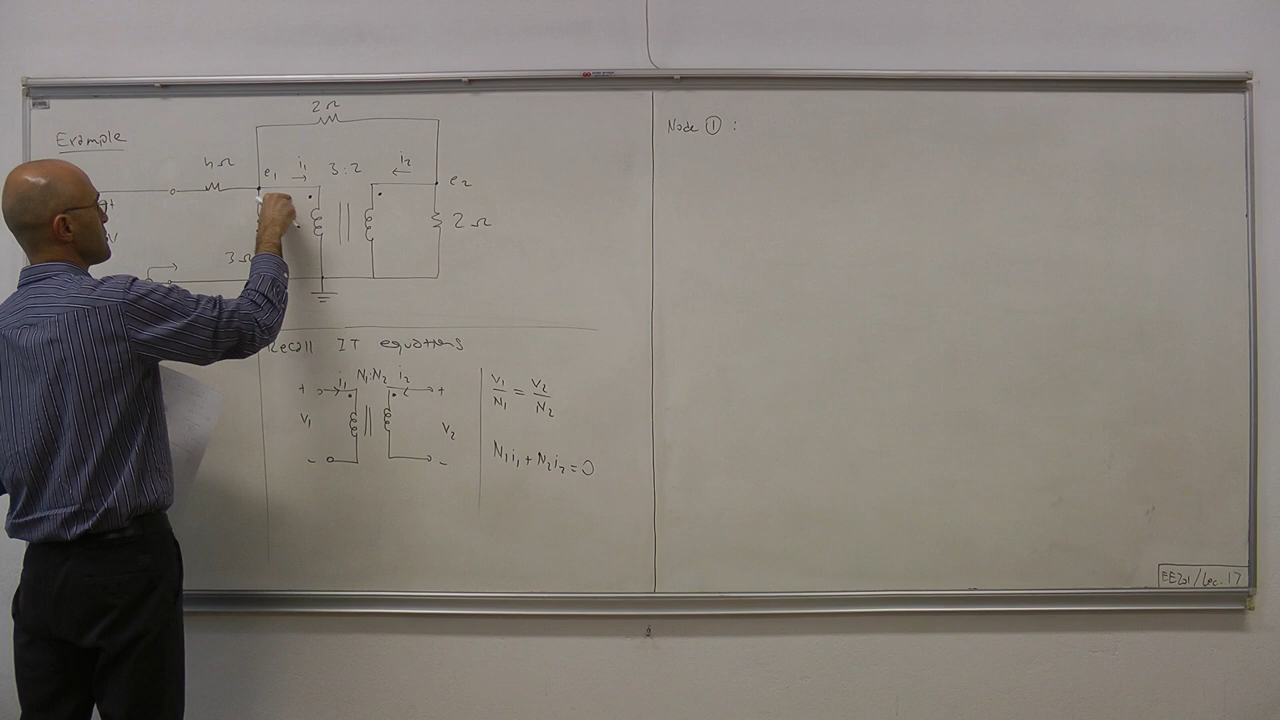 Example
2Ω
4Ω
e1
i1
3:2
i2
e2
2Ω
+
V
3Ω
Recall IT equations
+ i1 N1:N2 i2 +
V1
V2
-
-
V1/N1 = V2/N2
N1i1 + N2i2 = 0
Node ① :
EE201/Lec.17